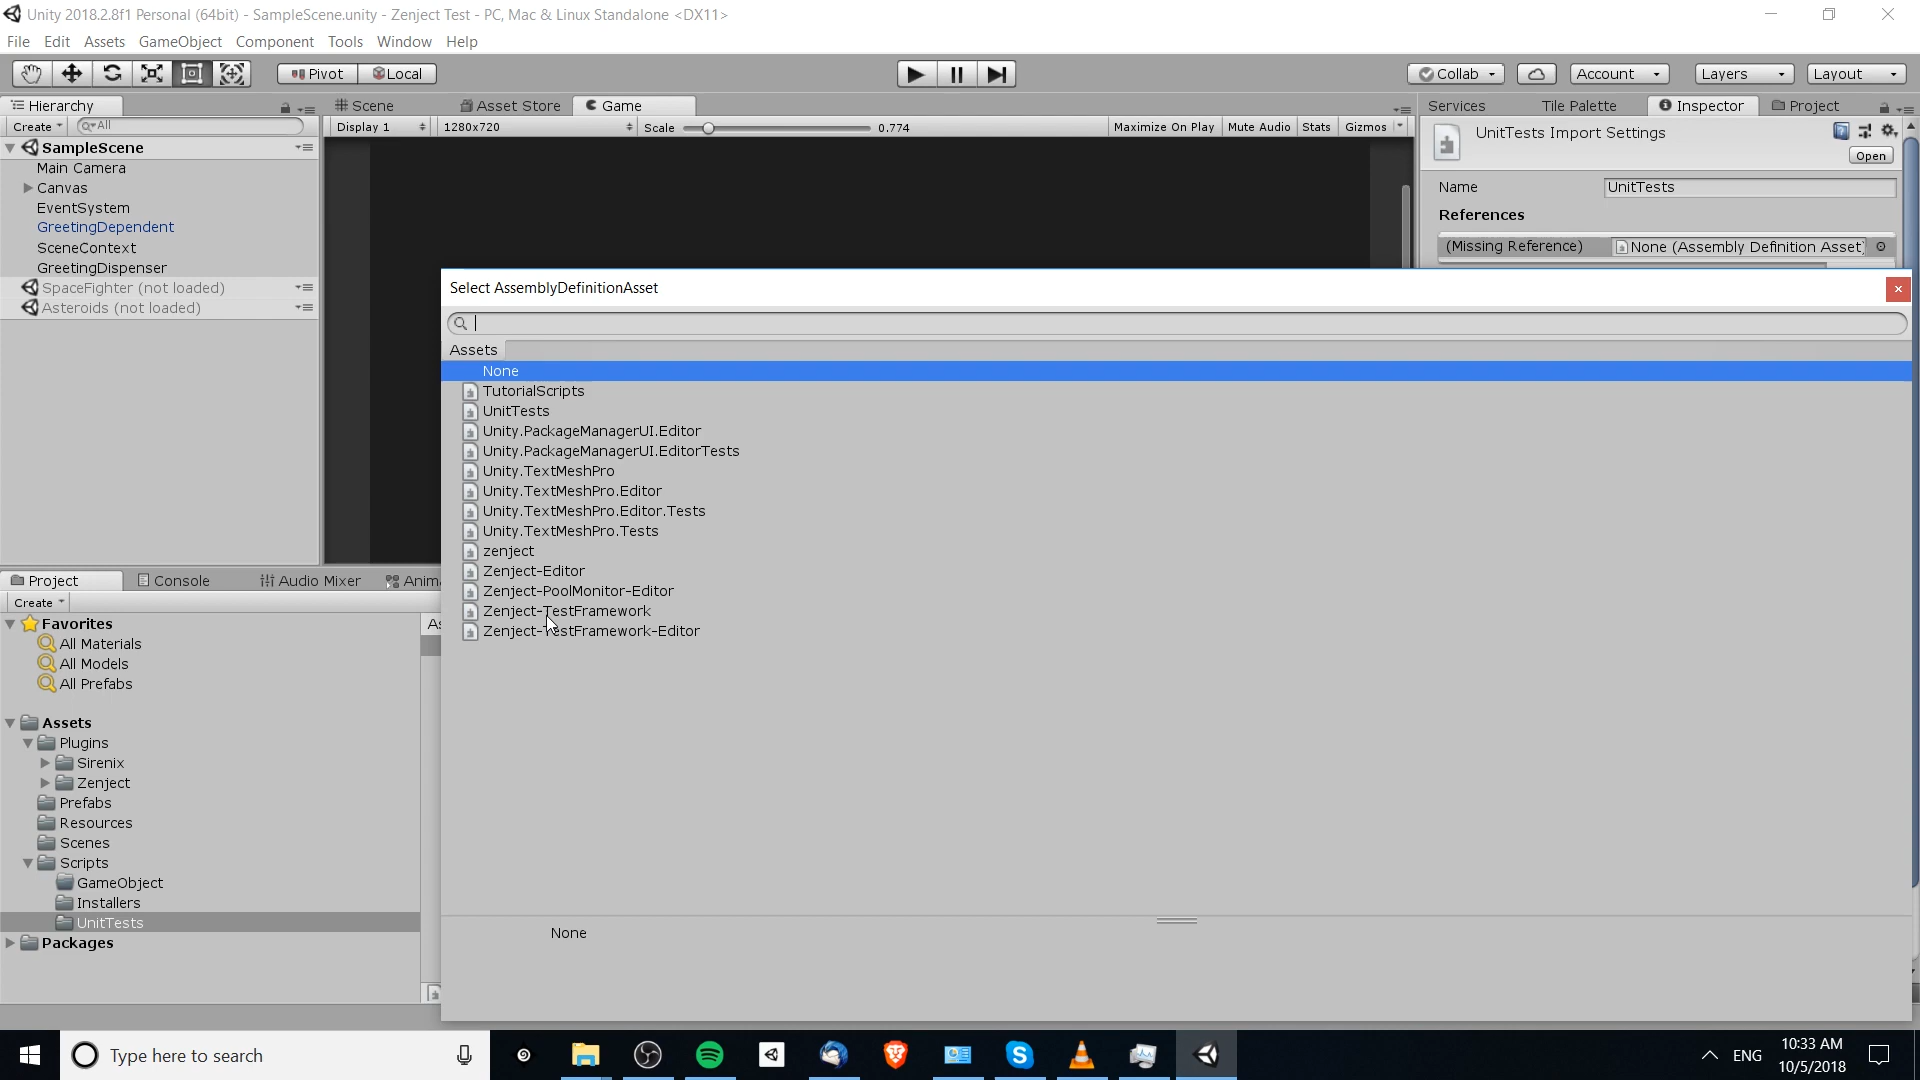 Unity 2018.2.8f1 Personal (64bit) - SampleScene.unity - Zenject Test - PC, Mac & Linux Standalone <DX11>
File Edit Assets GameObject Component Tools Window Help
Pivot Local Collab Account Layers Layout
Hierarchy Scene Asset Store Game Services Tile Palette Inspector Project
Create All Display 1 1280x720 Scale 0.774 Maximize On Play Mute Audio Stats Gizmos
UnitTests Import Settings
Open
Name UnitTests
References
(Missing Reference) None (Assembly Definition Asset)
SampleScene
Main Camera
Canvas
EventSystem
GreetingDependent
SceneContext
GreetingDispenser
SpaceFighter (not loaded)
Asteroids (not loaded)
Select AssemblyDefinitionAsset
Assets
None
TutorialScripts
UnitTests
Unity.PackageManagerUI.Editor
Unity.PackageManagerUI.EditorTests
Unity.TextMeshPro
Unity.TextMeshPro.Editor
Unity.TextMeshPro.Editor.Tests
Unity.TextMeshPro.Tests
zenject
Zenject-Editor
Zenject-PoolMonitor-Editor
Zenject-TestFramework
Zenject-TestFramework-Editor
None
Project Console Audio Mixer Anim
Create
Favorites
All Materials
All Models
All Prefabs
Assets
Plugins
Sirenix
Zenject
Prefabs
Resources
Scenes
Scripts
GameObject
Installers
UnitTests
Packages
Type here to search
ENG
10:33 AM
10/5/2018